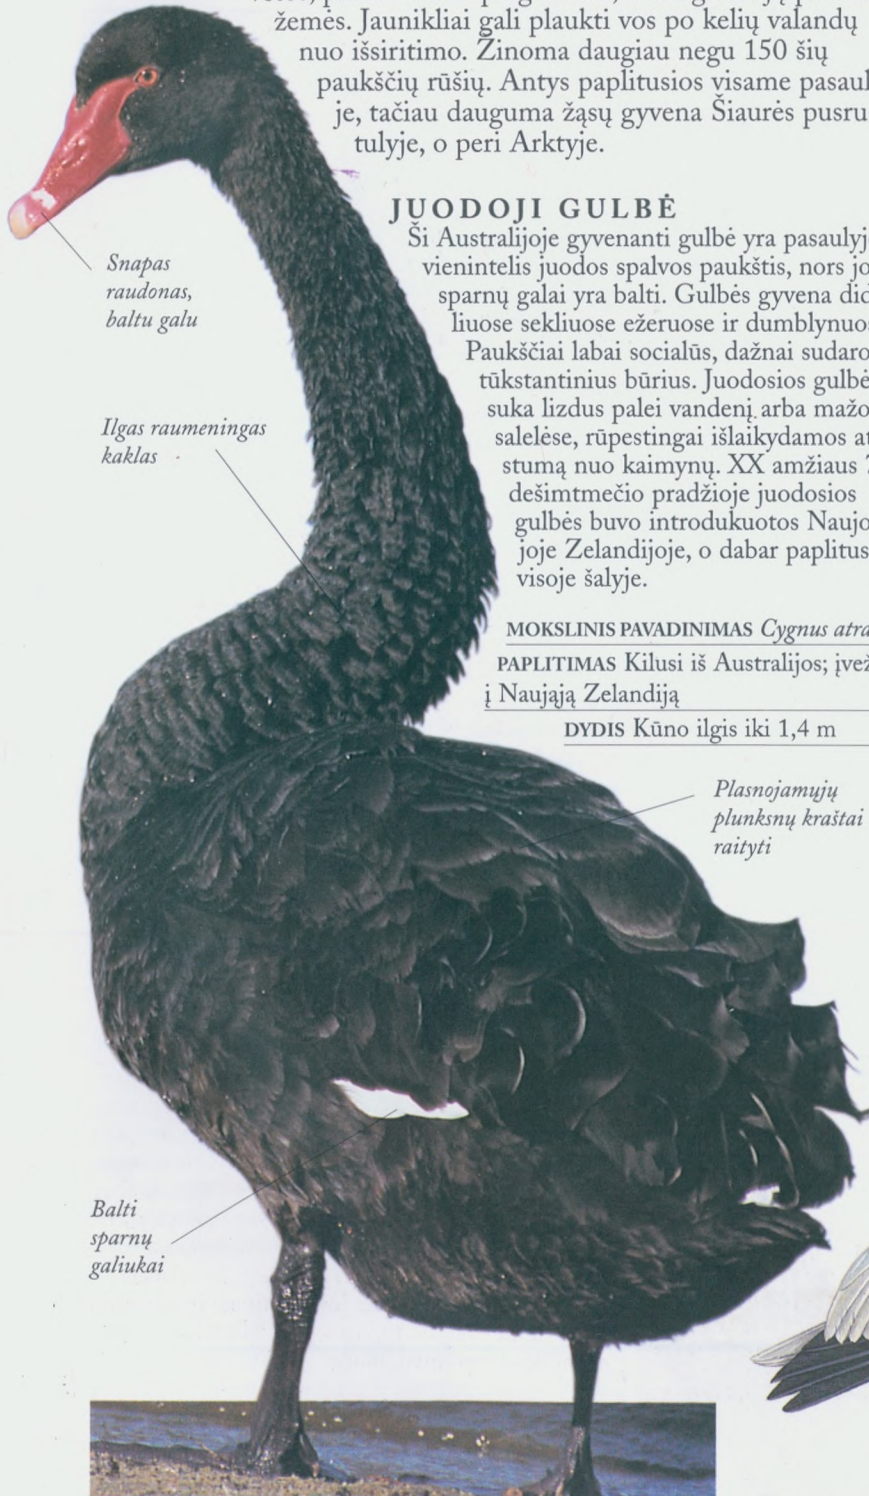 žemės. Jaunikliai gali plaukti vos po kelių valandų
nuo išsiritimo. Žinoma daugiau negu 150 šių
paukščių rūšių. Antys paplitusios visame pasaul
je, tačiau dauguma žąsų gyvena Šiaurės pusru
tulyje, o peri Arktyje.
JUODOJI GULBĖ
Ši Australijoje gyvenanti gulbė yra pasaulyj
vienintelis juodos spalvos paukštis, nors jo
sparnų galai yra balti. Gulbės gyvena did
liuose sekliuose ežeruose ir dumblynuos
Paukščiai labai socialūs, dažnai sudaro
tūkstantinius būrius. Juodosios gulbė
suka lizdus palei vandenį arba mažo
salelėse, rūpestingai išlaikydamos at
stumą nuo kaimynų. XX amžiaus
dešimtmečio pradžioje juodosios
gulbės buvo introdukuotos Naujo
joje Zelandijoje, o dabar paplitus
visoje šalyje.
MOKSLINIS PAVADINIMAS Cygnus atra
PAPLITIMAS Kilusi iš Australijos; įvež
į Naująją Zelandiją
DYDIS Kūno ilgis iki 1,4 m
Snapas
raudonas,
baltu galu
Ilgas raumeningas
kaklas
Plasnojamųjų
plunksnų kraštai
raityti
Balti
sparnų
galiukai